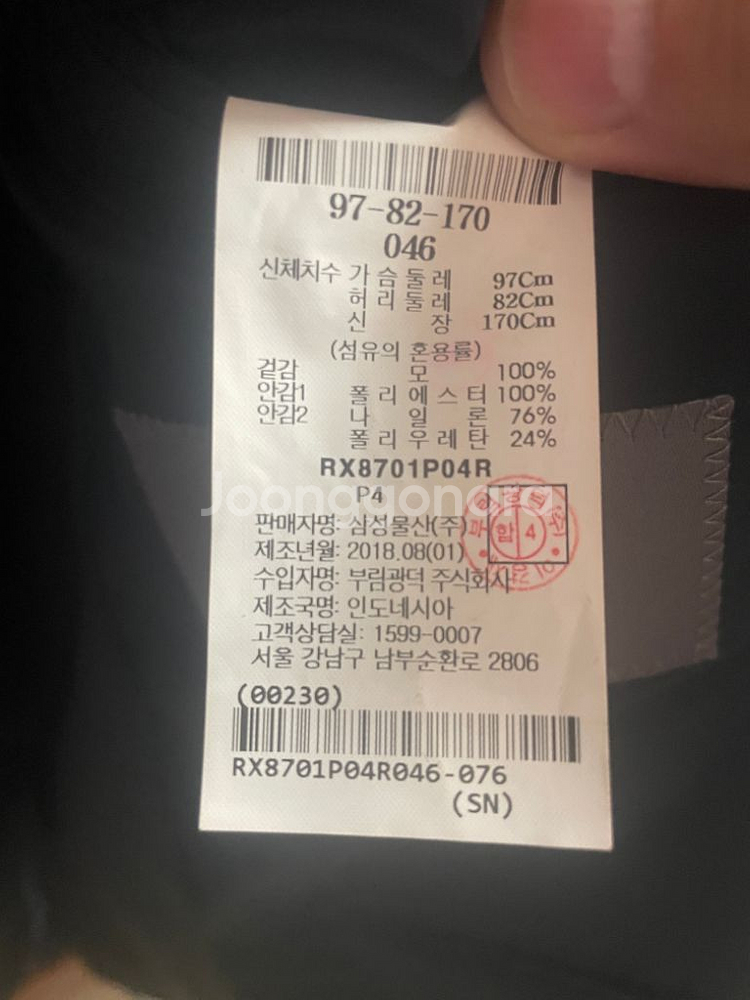 97-82-170
046
신체치수 가 슴 둘 레 97Cm
허 리 둘 레 82Cm
신 장 170Cm
(섬유의 혼용률)
겉감 모 100%
안감1 폴 리 에 스 터 100%
안감2 나 일 론 76%
폴 리 우 레 탄 24%
RX8701P04R
P4
Joonggonara
판매자명: 삼성물산(주)
합 4
제조년월: 2018.08(01)
수입자명: 부림광덕 주식회사
제조국명: 인도네시아
고객상담실: 1599-0007
서울 강남구 남부순환로 2806
(00230)
RX8701P04R046-076
(SN)